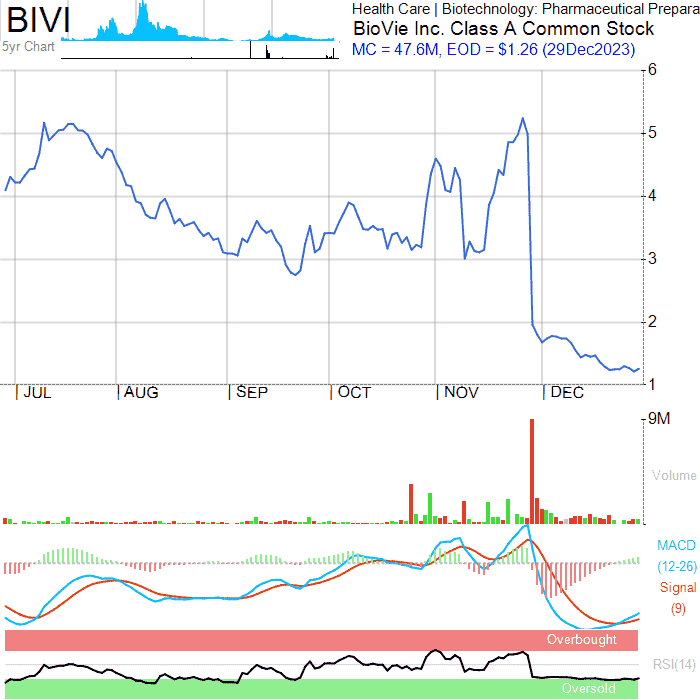 BIVI
5yr Chart
Health Care | Biotechnology: Pharmaceutical Prepara
BioVie Inc. Class A Common Stock
MC = 47.6M, EOD = $1.26 (29Dec2023)
6
5
4
3
2
1
JUL AUG SEP OCT NOV DEC
9M
Volume
MACD
(12-26)
Signal
(9)
Overbought
RSI(14)
Oversold